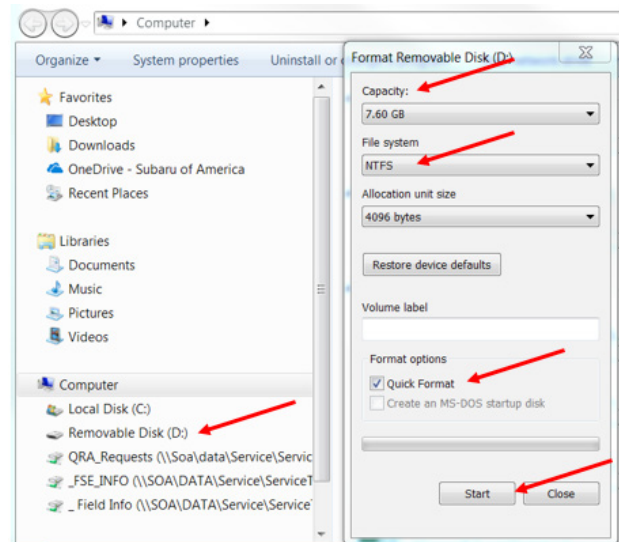 Computer
Organize
System properties
Uninstall or
Favorites
Desktop
Downloads
OneDrive - Subaru of America
Recent Places
Libraries
Documents
Music
Pictures
Videos
Computer
Local Disk (C:)
Removable Disk (D:)
QRA_Requests (\\Soa\data\Service\Servic
_FSE_INFO (\\SOA\DATA\Service\ServiceT
_ Field Info (\\SOA\DATA\Service\Service
Format Removable Disk (D:)
Capacity:
7.60 GB
File system
NTFS
Allocation unit size
4096 bytes
Restore device defaults
Volume label
Format options
Quick Format
Create an MS-DOS startup disk
Start
Close